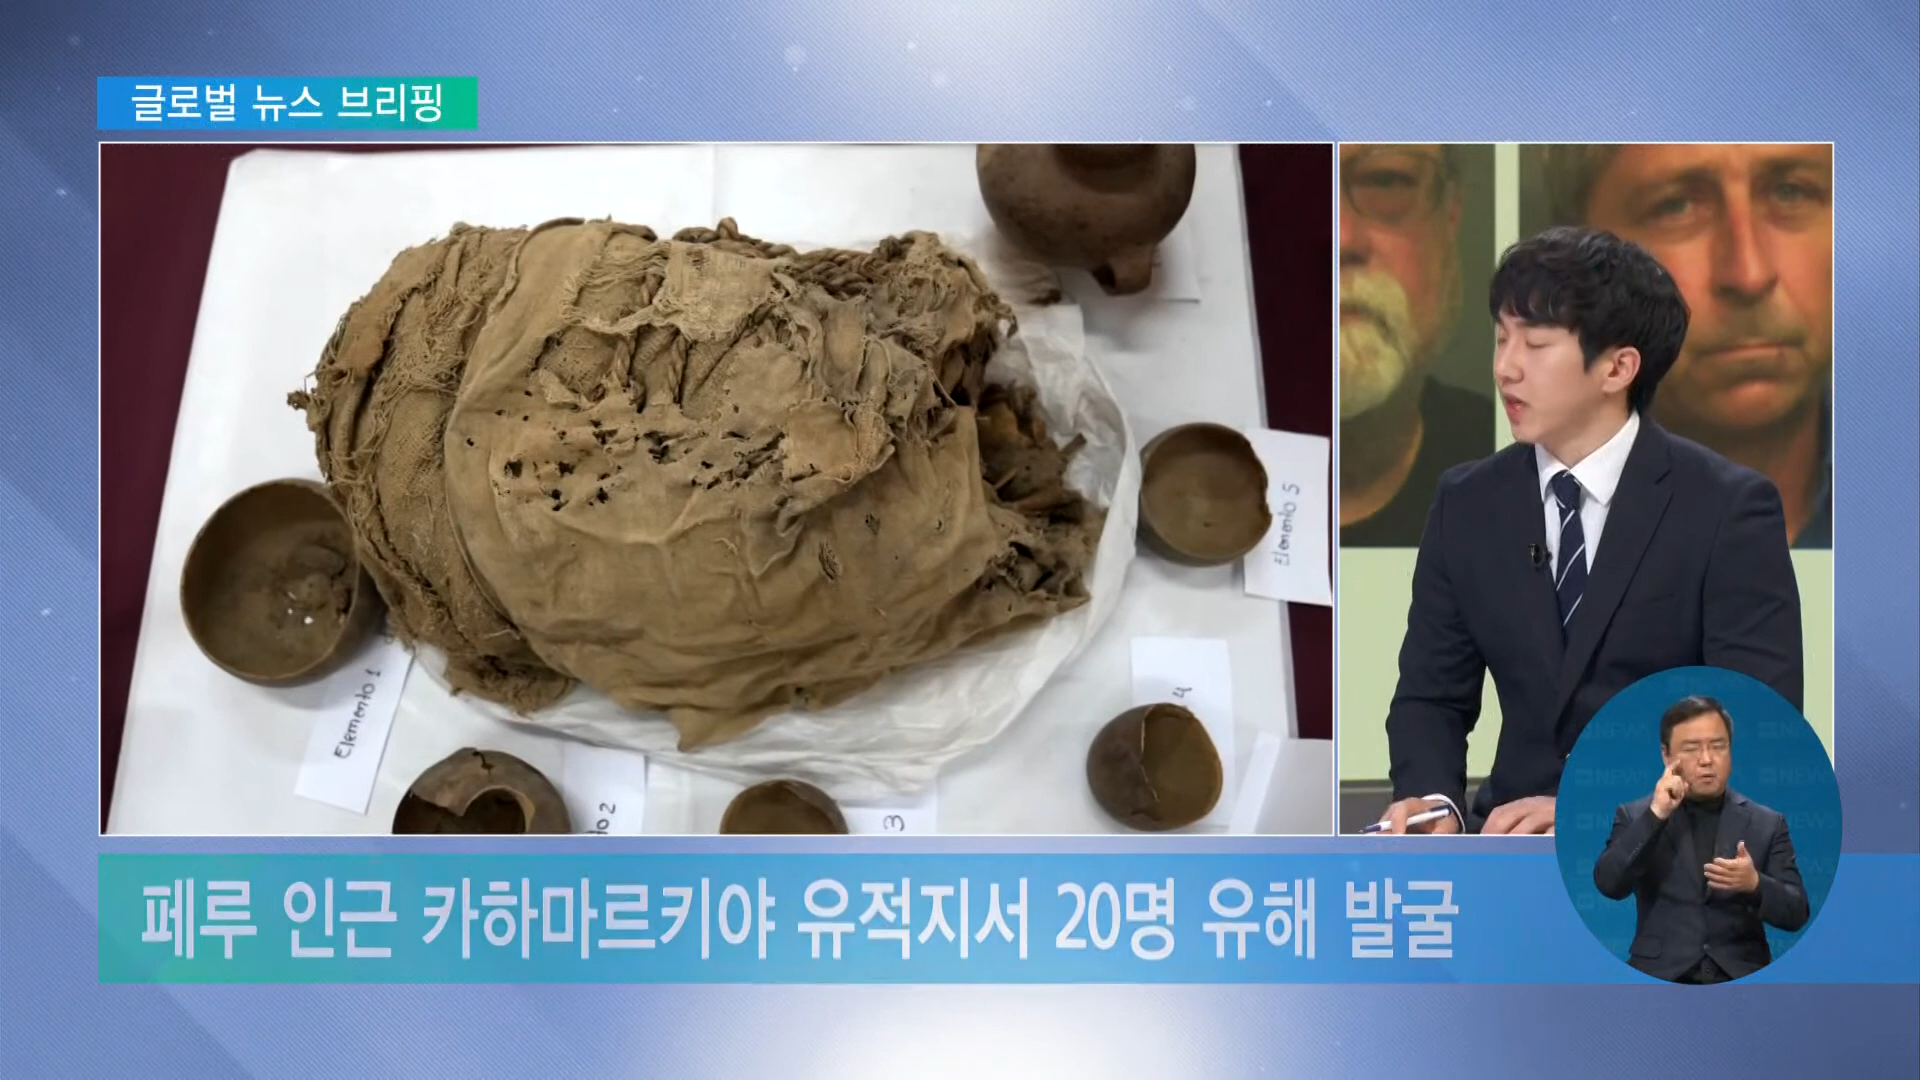 글로벌 뉴스 브리핑
Elemento 5
Elemento 1
4
to 2
3
페루 인근 카하마르키야 유적지서 20명 유해 발굴